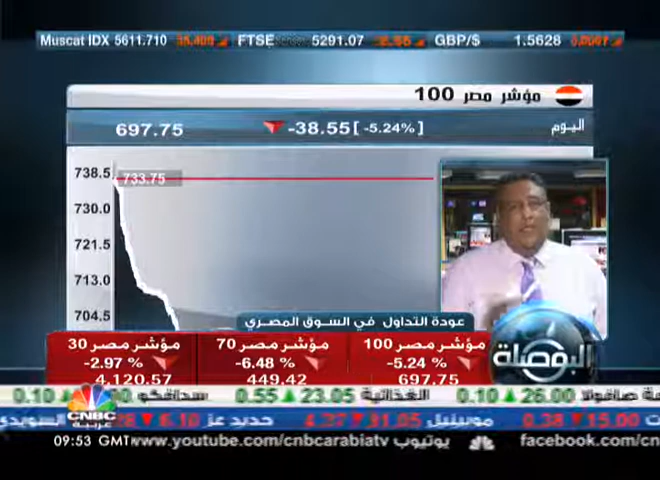 Muscat IDX 5611.710 FTSE 5291.07 GBP/$ 1.5628
مؤشر مصر 100
697.75 -38.55[ -5.24%] اليوم
738.5
733.75
730.0
721.5
713.0
704.5
عودة التداول في السوق المصري
مؤشر مصر 30 مؤشر مصر 70 مؤشر مصر 100
-2.97 % -6.48 % -5.24 %
4,120.57 449.42 697.75
البوصلة
0.10 سدافكو 0.55 23.05 الغذائية 0.10 26.00 صافولا
6.10 حديد عز 4.37 31.05 موبينيل 0.38 15.00
CNBC
عربية
09:53 GMT www.youtube.com/cnbcarabiatv يوتيوب facebook.com/cn